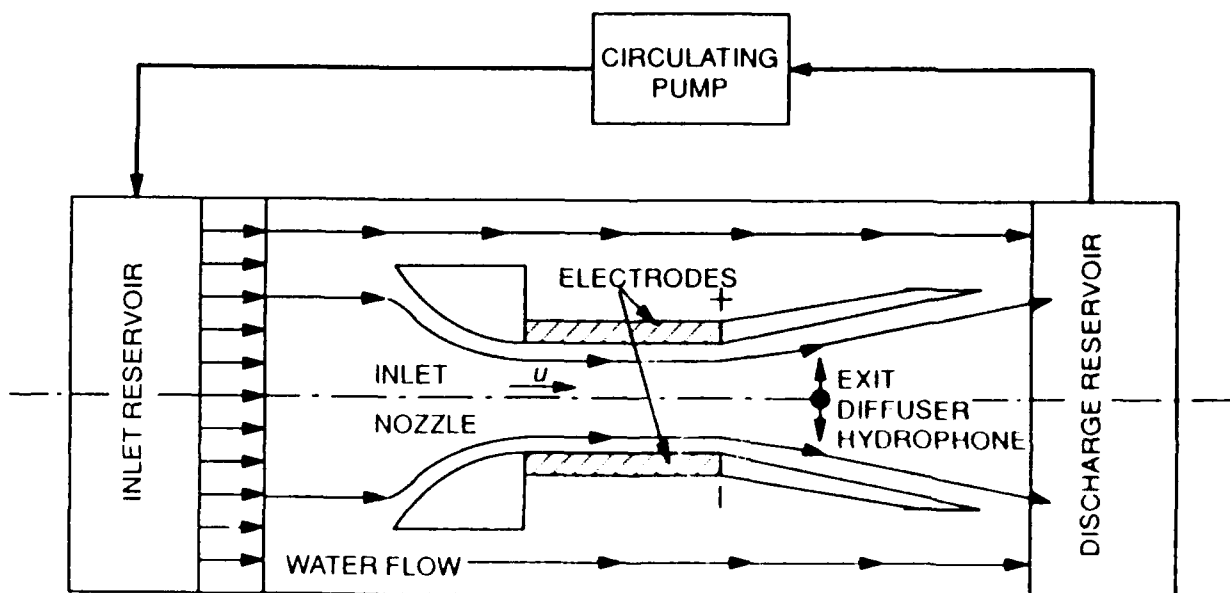 CIRCULATING
PUMP
INLET RESERVOIR
ELECTRODES
+
INLET
u
NOZZLE
EXIT
DIFFUSER
HYDROPHONE
−
WATER FLOW
DISCHARGE RESERVOIR